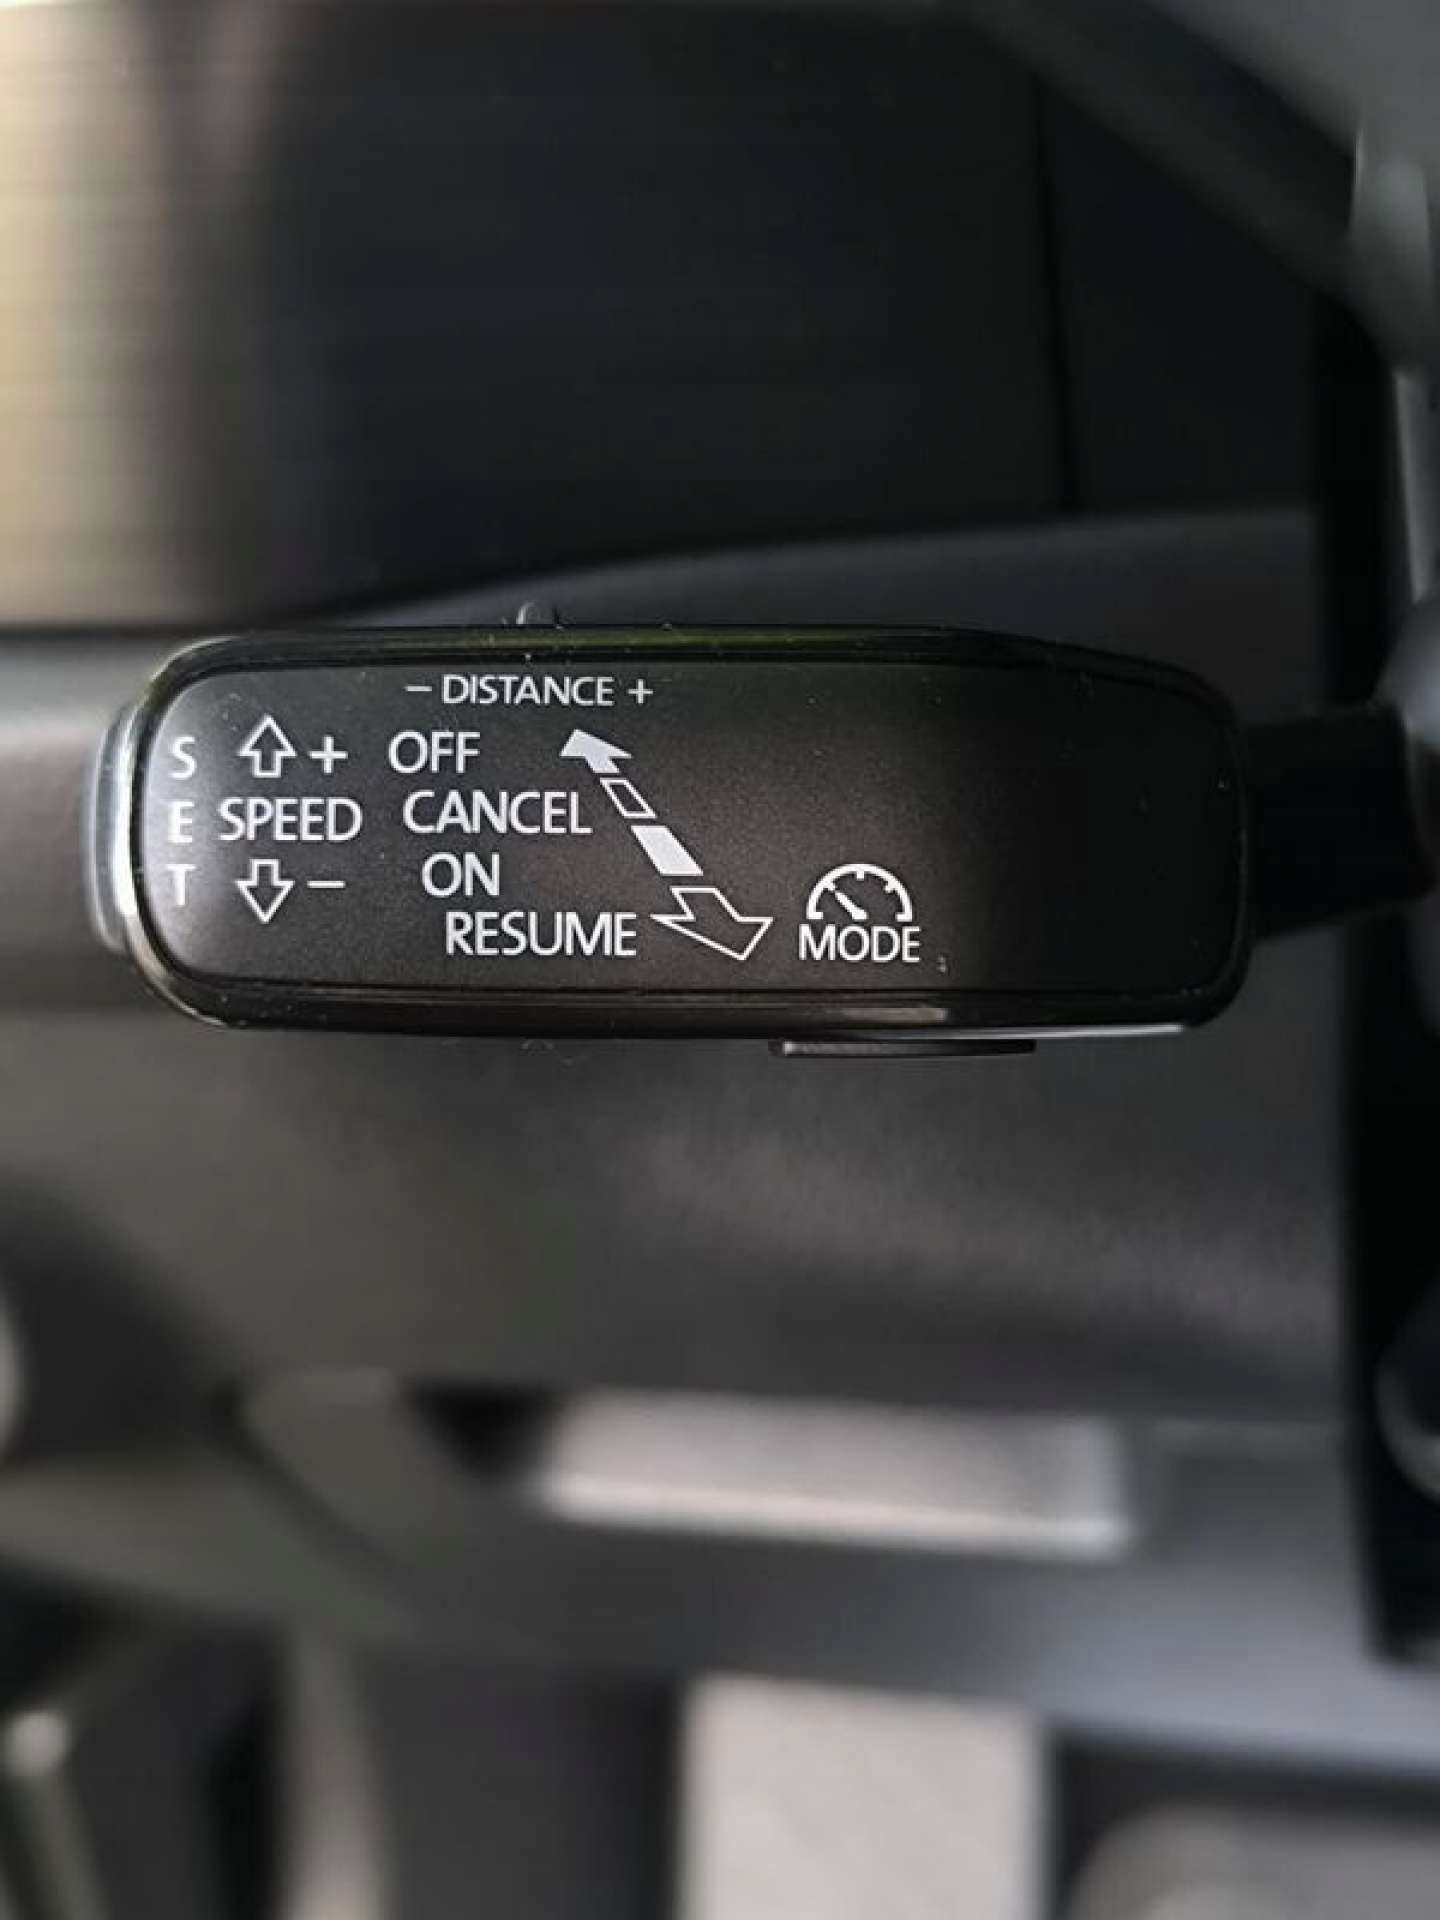 − DISTANCE +
S + OFF
E SPEED CANCEL
T − ON
RESUME MODE